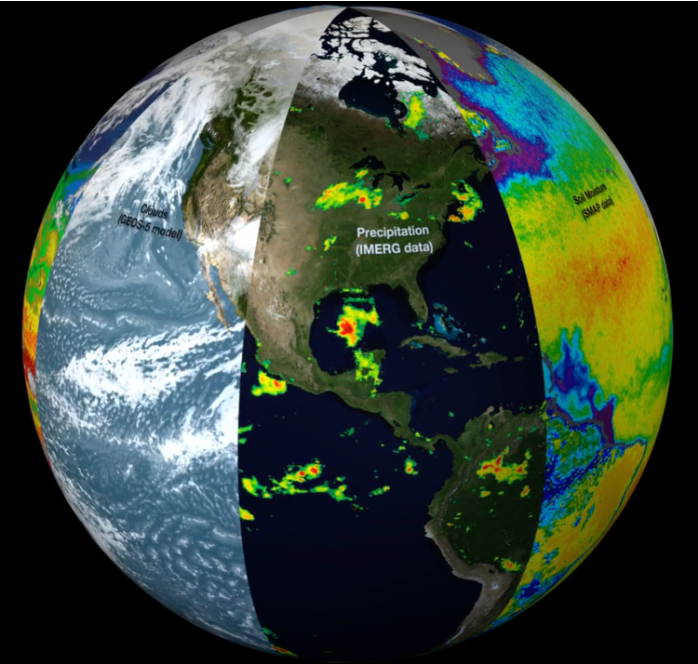 Clouds
(GEOS-5 model)
Precipitation
(IMERG data)
Soil Moisture
(SMAP data)